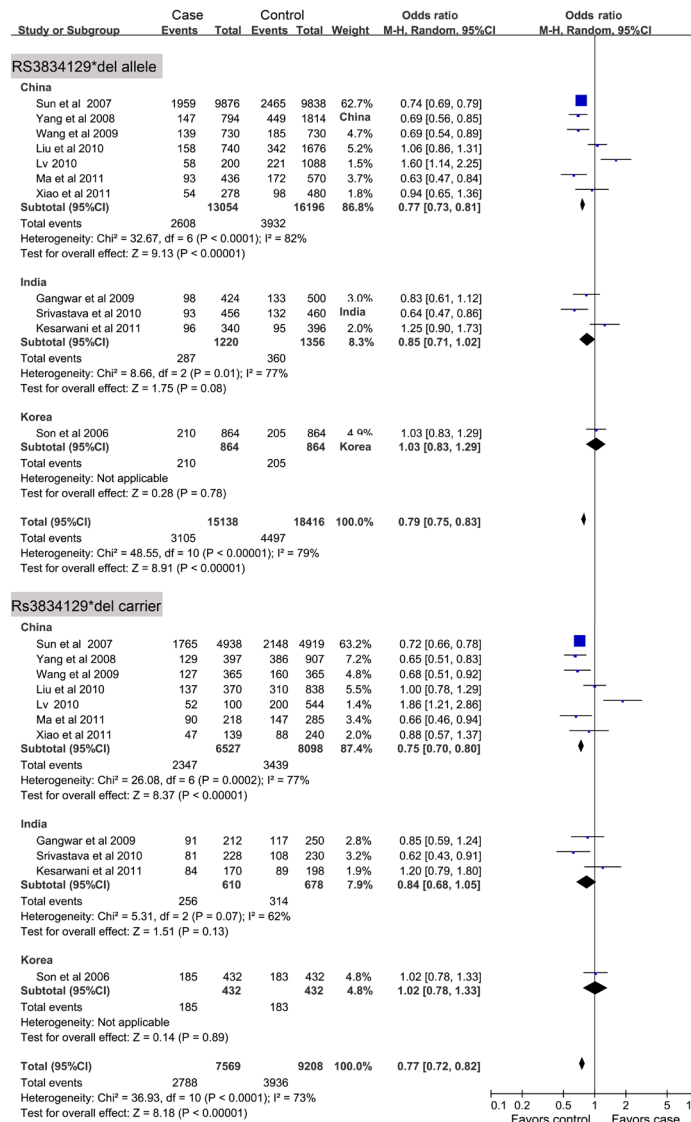 Case Control Odds ratio Odds ratio
Study or Subgroup Events Total Events Total Weight M-H, Random, 95%CI M-H, Random, 95%CI
RS3834129*del allele
China
Sun et al 2007 1959 9876 2465 9838 62.7% 0.74 [0.69, 0.79]
Yang et al 2008 147 794 449 1814 China 0.69 [0.56, 0.85]
Wang et al 2009 139 730 185 730 4.7% 0.69 [0.54, 0.89]
Liu et al 2010 158 740 342 1676 5.2% 1.06 [0.86, 1.31]
Lv 2010 58 200 221 1088 1.5% 1.60 [1.14, 2.25]
Ma et al 2011 93 436 172 570 4.1% 0.63 [0.47, 0.84]
Xiao et al 2011 54 278 98 480 1.8% 0.94 [0.65, 1.36]
Subtotal (95%CI) 13054 16196 86.8% 0.77 [0.73, 0.81]
Total events 2608 3932
Heterogeneity: Chi² = 32.67, df = 6 (P < 0.0001); I² = 82%
Test for overall effect: Z = 9.13 (P < 0.00001)
India
Gangwar et al 2009 98 424 133 500 3.0% 0.83 [0.61, 1.12]
Srivastava et al 2010 93 456 132 460 India 0.64 [0.47, 0.86]
Kesarwani et al 2011 96 340 95 396 2.0% 1.25 [0.90, 1.73]
Subtotal (95%CI) 1220 1356 8.3% 0.85 [0.71, 1.02]
Total events 287 360
Heterogeneity: Chi² = 8.66, df = 2 (P = 0.01); I² = 77%
Test for overall effect: Z = 1.75 (P = 0.08)
Korea
Son et al 2006 210 864 205 864 4.9% 1.03 [0.83, 1.29]
Subtotal (95%CI) 864 864 Korea 1.03 [0.83, 1.29]
Total events 210 205
Heterogeneity: Not applicable
Test for overall effect: Z = 0.28 (P = 0.78)
Total (95%CI) 15138 18416 100.0% 0.79 [0.75, 0.83]
Total events 3105 4497
Heterogeneity: Chi² = 48.55, df = 10 (P < 0.00001); I² = 79%
Test for overall effect: Z = 8.91 (P < 0.00001)
Rs3834129*del carrier
China
Sun et al 2007 1765 4938 2148 4919 63.2% 0.72 [0.66, 0.78]
Yang et al 2008 129 397 386 907 7.2% 0.65 [0.51, 0.83]
Wang et al 2009 127 365 160 365 4.8% 0.68 [0.51, 0.92]
Liu et al 2010 137 370 310 838 5.5% 1.00 [0.78, 1.29]
Lv 2010 52 100 200 544 1.4% 1.86 [1.21, 2.86]
Ma et al 2011 90 218 147 285 3.4% 0.66 [0.46, 0.94]
Xiao et al 2011 47 139 88 240 2.0% 0.88 [0.57, 1.37]
Subtotal (95%CI) 6527 8098 87.4% 0.75 [0.70, 0.80]
Total events 2347 3439
Heterogeneity: Chi² = 26.08, df = 6 (P = 0.0002); I² = 77%
Test for overall effect: Z = 8.37 (P < 0.00001)
India
Gangwar et al 2009 91 212 117 250 2.8% 0.85 [0.59, 1.24]
Srivastava et al 2010 81 228 108 230 3.2% 0.62 [0.43, 0.91]
Kesarwani et al 2011 84 170 89 198 1.9% 1.20 [0.79, 1.80]
Subtotal (95%CI) 610 678 7.9% 0.84 [0.68, 1.05]
Total events 256 314
Heterogeneity: Chi² = 5.31, df = 2 (P = 0.07); I² = 62%
Test for overall effect: Z = 1.51 (P = 0.13)
Korea
Son et al 2006 185 432 183 432 4.8% 1.02 [0.78, 1.33]
Subtotal (95%CI) 432 432 4.8% 1.02 [0.78, 1.33]
Total events 185 183
Heterogeneity: Not applicable
Test for overall effect: Z = 0.14 (P = 0.89)
Total (95%CI) 7569 9208 100.0% 0.77 [0.72, 0.82]
Total events 2788 3936
Heterogeneity: Chi² = 36.93, df = 10 (P < 0.0001); I² = 73%
Test for overall effect: Z = 8.18 (P < 0.00001)
0.1 0.2 0.5 1 2 5 1
Favors control Favors case